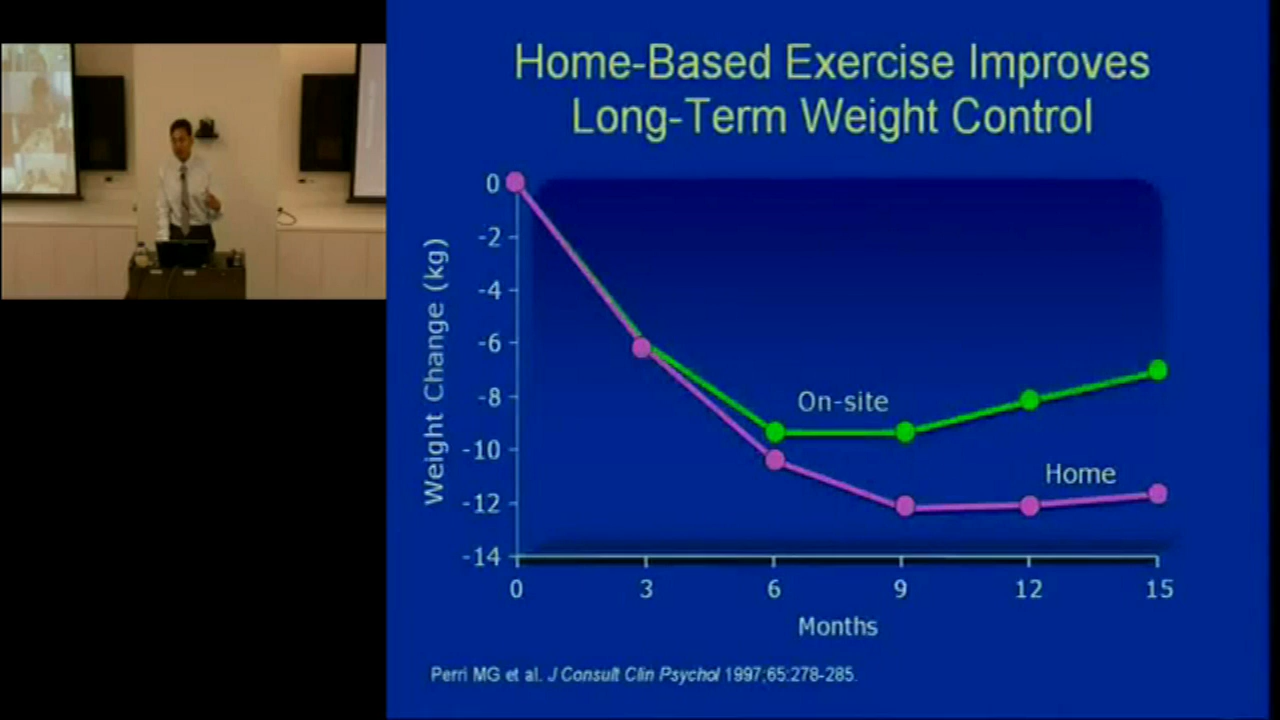 Home-Based Exercise Improves
Long-Term Weight Control
Weight Change (kg)
0
-2
-4
-6
-8
-10
-12
-14
On-site
Home
0 3 6 9 12 15
Months
Perri MG et al. J Consult Clin Psychol 1997;65:278-285.